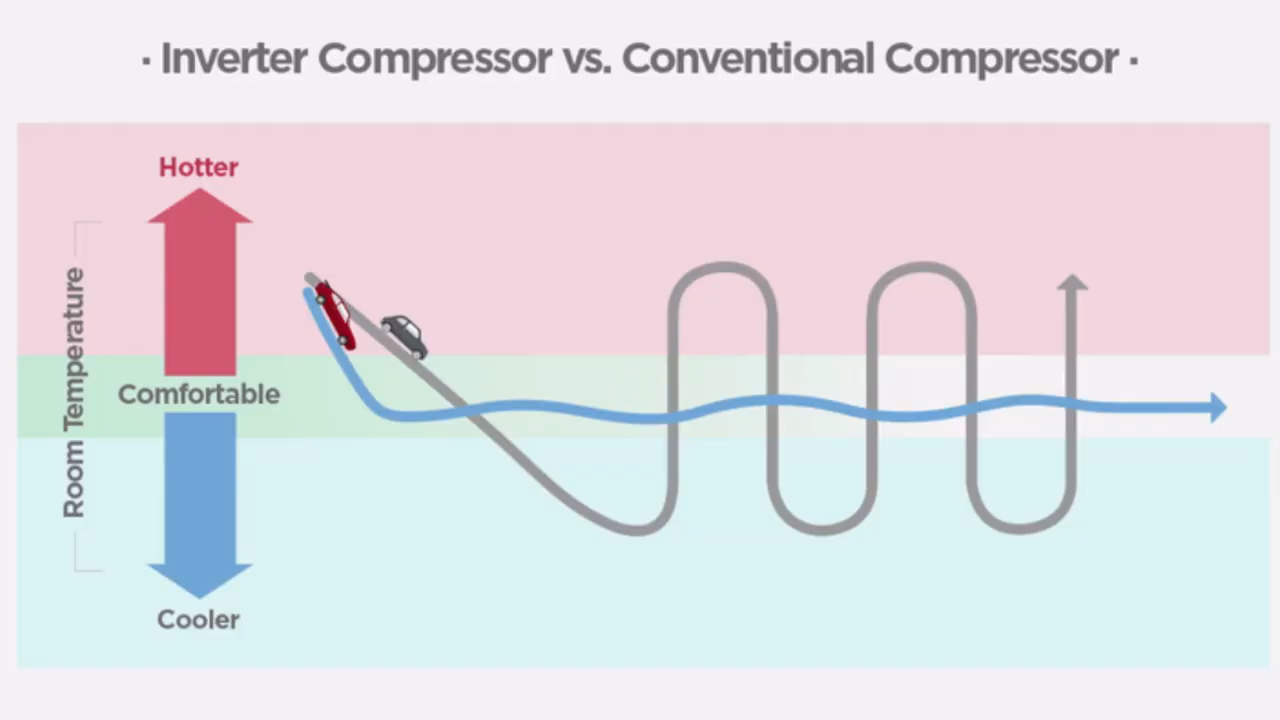 · Inverter Compressor vs. Conventional Compressor ·
Hotter
Room Temperature
Comfortable
Cooler